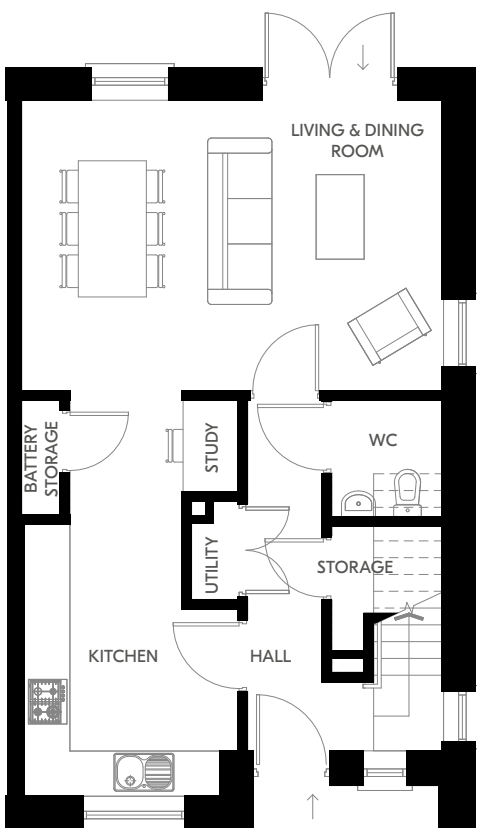 LIVING & DINING
ROOM
BATTERY
STORAGE
STUDY
WC
UTILITY
STORAGE
KITCHEN
HALL